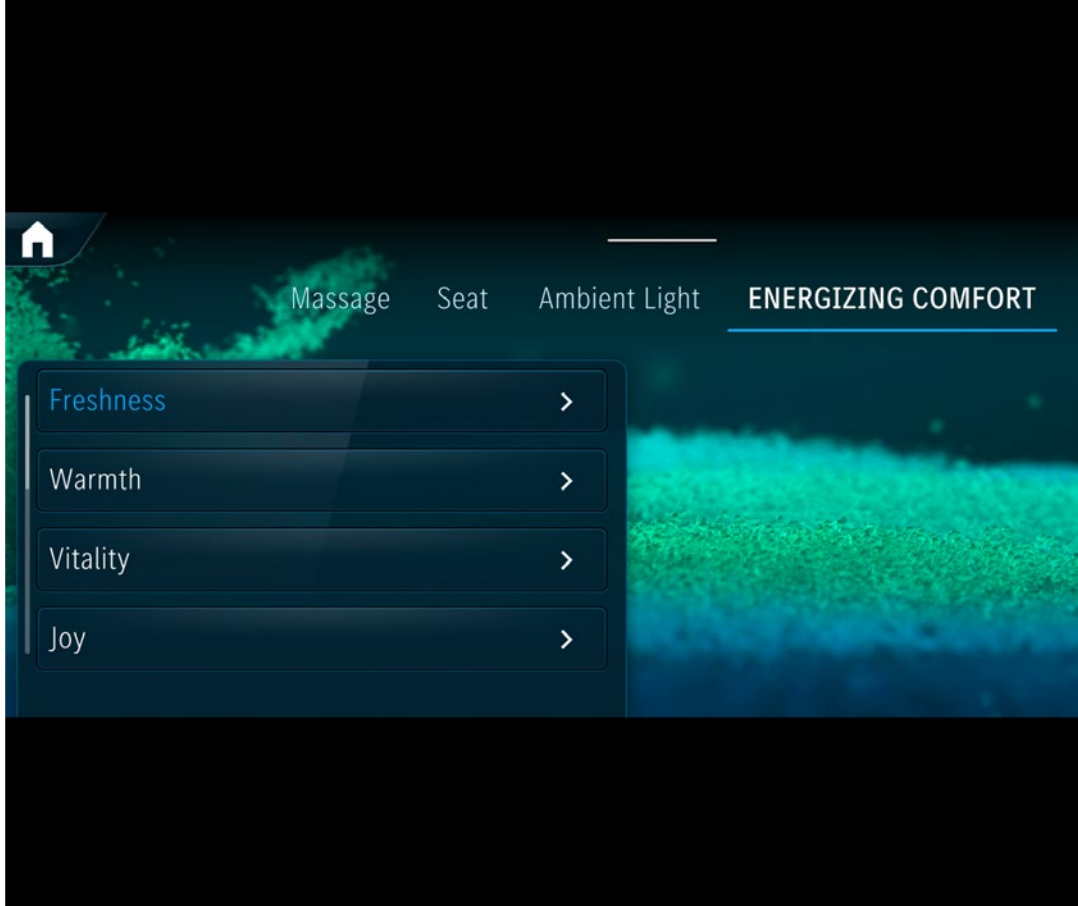 Massage Seat Ambient Light ENERGIZING COMFORT
Freshness
Warmth
Vitality
Joy